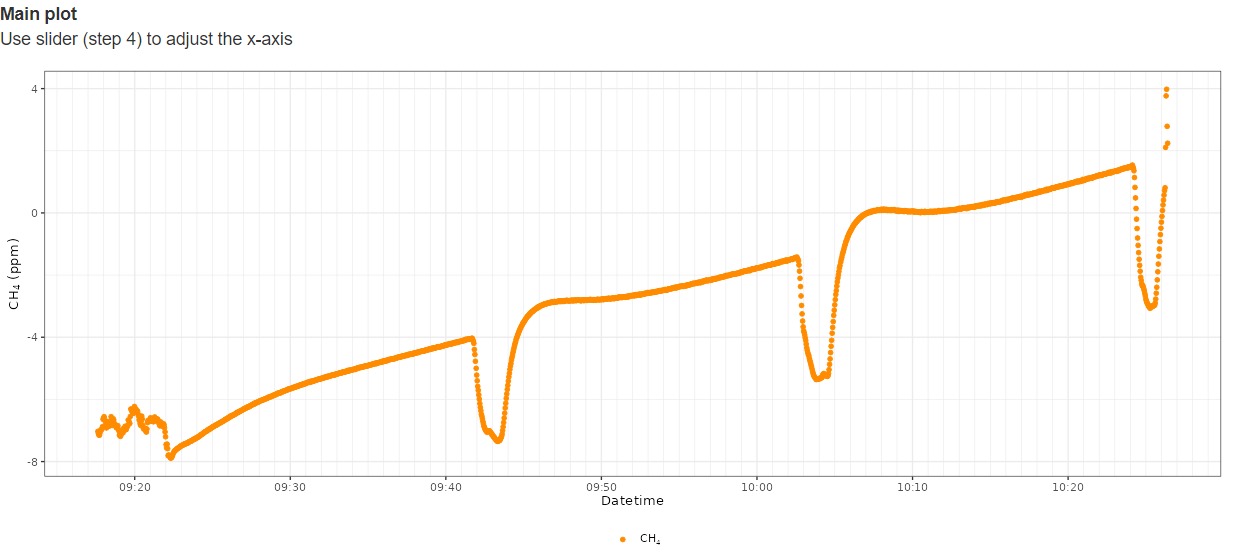 Main plot
Use slider (step 4) to adjust the x-axis
4
0
-4
-8
CH₄ (ppm)
09:20 09:30 09:40 09:50 10:00 10:10 10:20
Datetime
CH₄